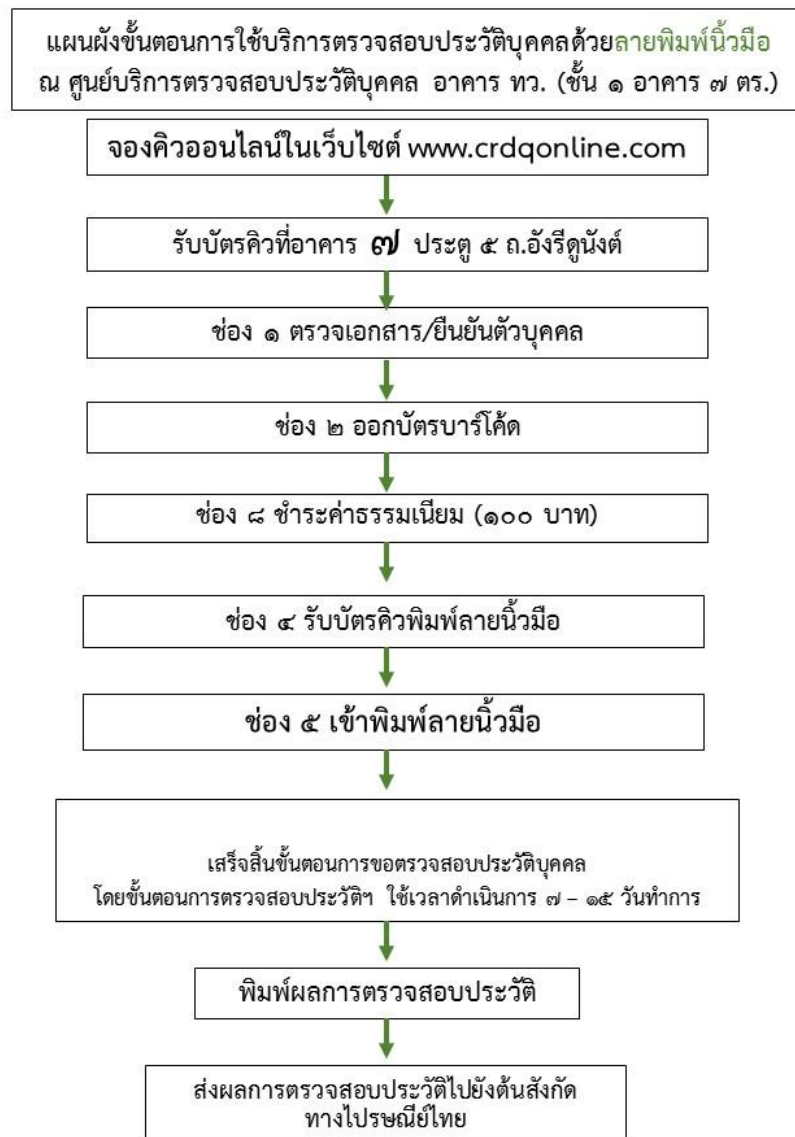 แผนผังขั้นตอนการใช้บริการตรวจสอบประวัติบุคคลด้วยลายพิมพ์นิ้วมือ
ณ ศูนย์บริการตรวจสอบประวัติบุคคล อาคาร ทว. (ชั้น ๑ อาคาร ๗ ตร.)
จองคิวออนไลน์ในเว็บไซต์ www.crdqonline.com
รับบัตรคิวที่อาคาร ๗ ประตู ๕ ถ.อังรีดูนังต์
ช่อง ๑ ตรวจเอกสาร/ยืนยันตัวบุคคล
ช่อง ๒ ออกบัตรบาร์โค้ด
ช่อง ๘ ชำระค่าธรรมเนียม (๑๐๐ บาท)
ช่อง ๔ รับบัตรคิวพิมพ์ลายนิ้วมือ
ช่อง ๕ เข้าพิมพ์ลายนิ้วมือ
เสร็จสิ้นขั้นตอนการขอตรวจสอบประวัติบุคคล
โดยขั้นตอนการตรวจสอบประวัติฯ ใช้เวลาดำเนินการ ๗ – ๑๕ วันทำการ
พิมพ์ผลการตรวจสอบประวัติ
ส่งผลการตรวจสอบประวัติไปยังต้นสังกัด
ทางไปรษณีย์ไทย